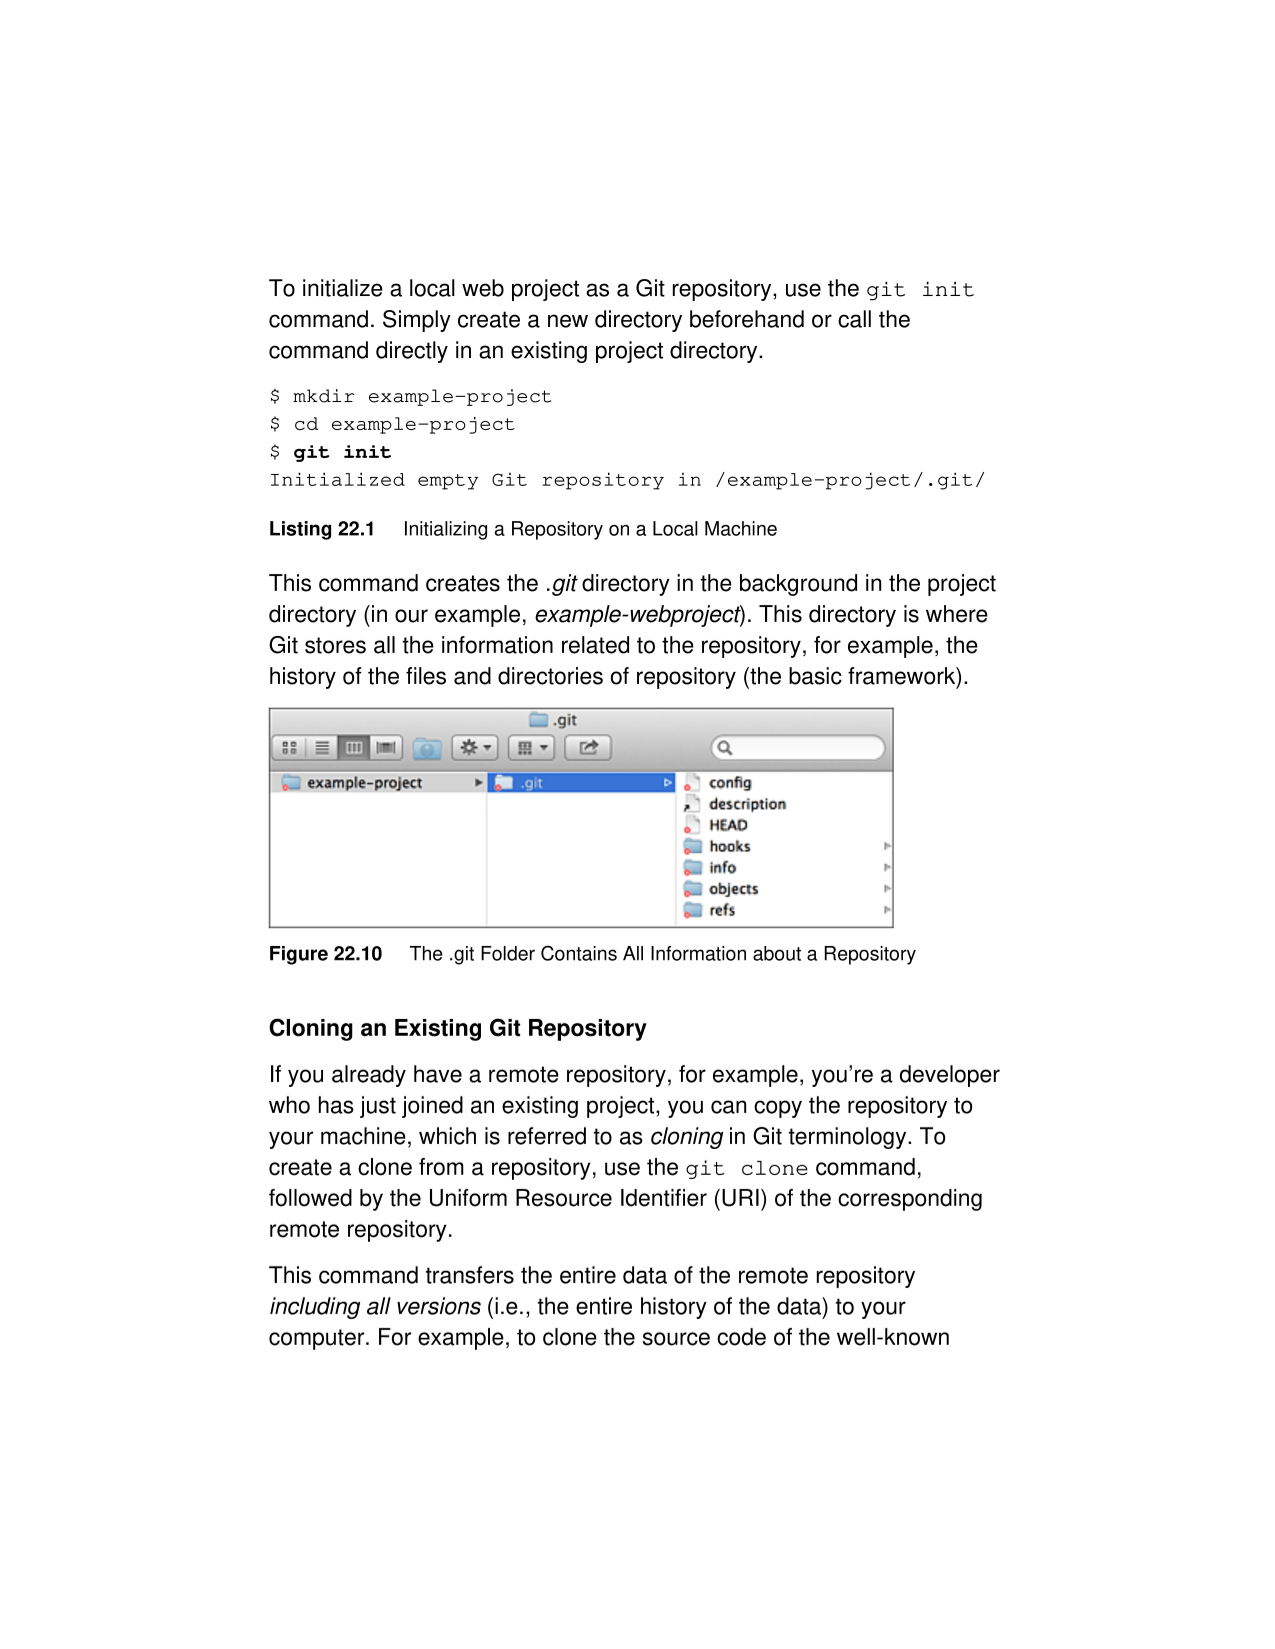 To initialize a local web project as a Git repository, use the git init
command. Simply create a new directory beforehand or call the
command directly in an existing project directory.
$ mkdir example-project
$ cd example-project
$ git init
Initialized empty Git repository in /example-project/.git/
Listing 22.1 Initializing a Repository on a Local Machine
This command creates the .git directory in the background in the project
directory (in our example, example-webproject). This directory is where
Git stores all the information related to the repository, for example, the
history of the files and directories of repository (the basic framework).
.git
example-project
.git
config
description
HEAD
hooks
info
objects
refs
Figure 22.10 The .git Folder Contains All Information about a Repository
Cloning an Existing Git Repository
If you already have a remote repository, for example, you’re a developer
who has just joined an existing project, you can copy the repository to
your machine, which is referred to as cloning in Git terminology. To
create a clone from a repository, use the git clone command,
followed by the Uniform Resource Identifier (URI) of the corresponding
remote repository.
This command transfers the entire data of the remote repository
including all versions (i.e., the entire history of the data) to your
computer. For example, to clone the source code of the well-known